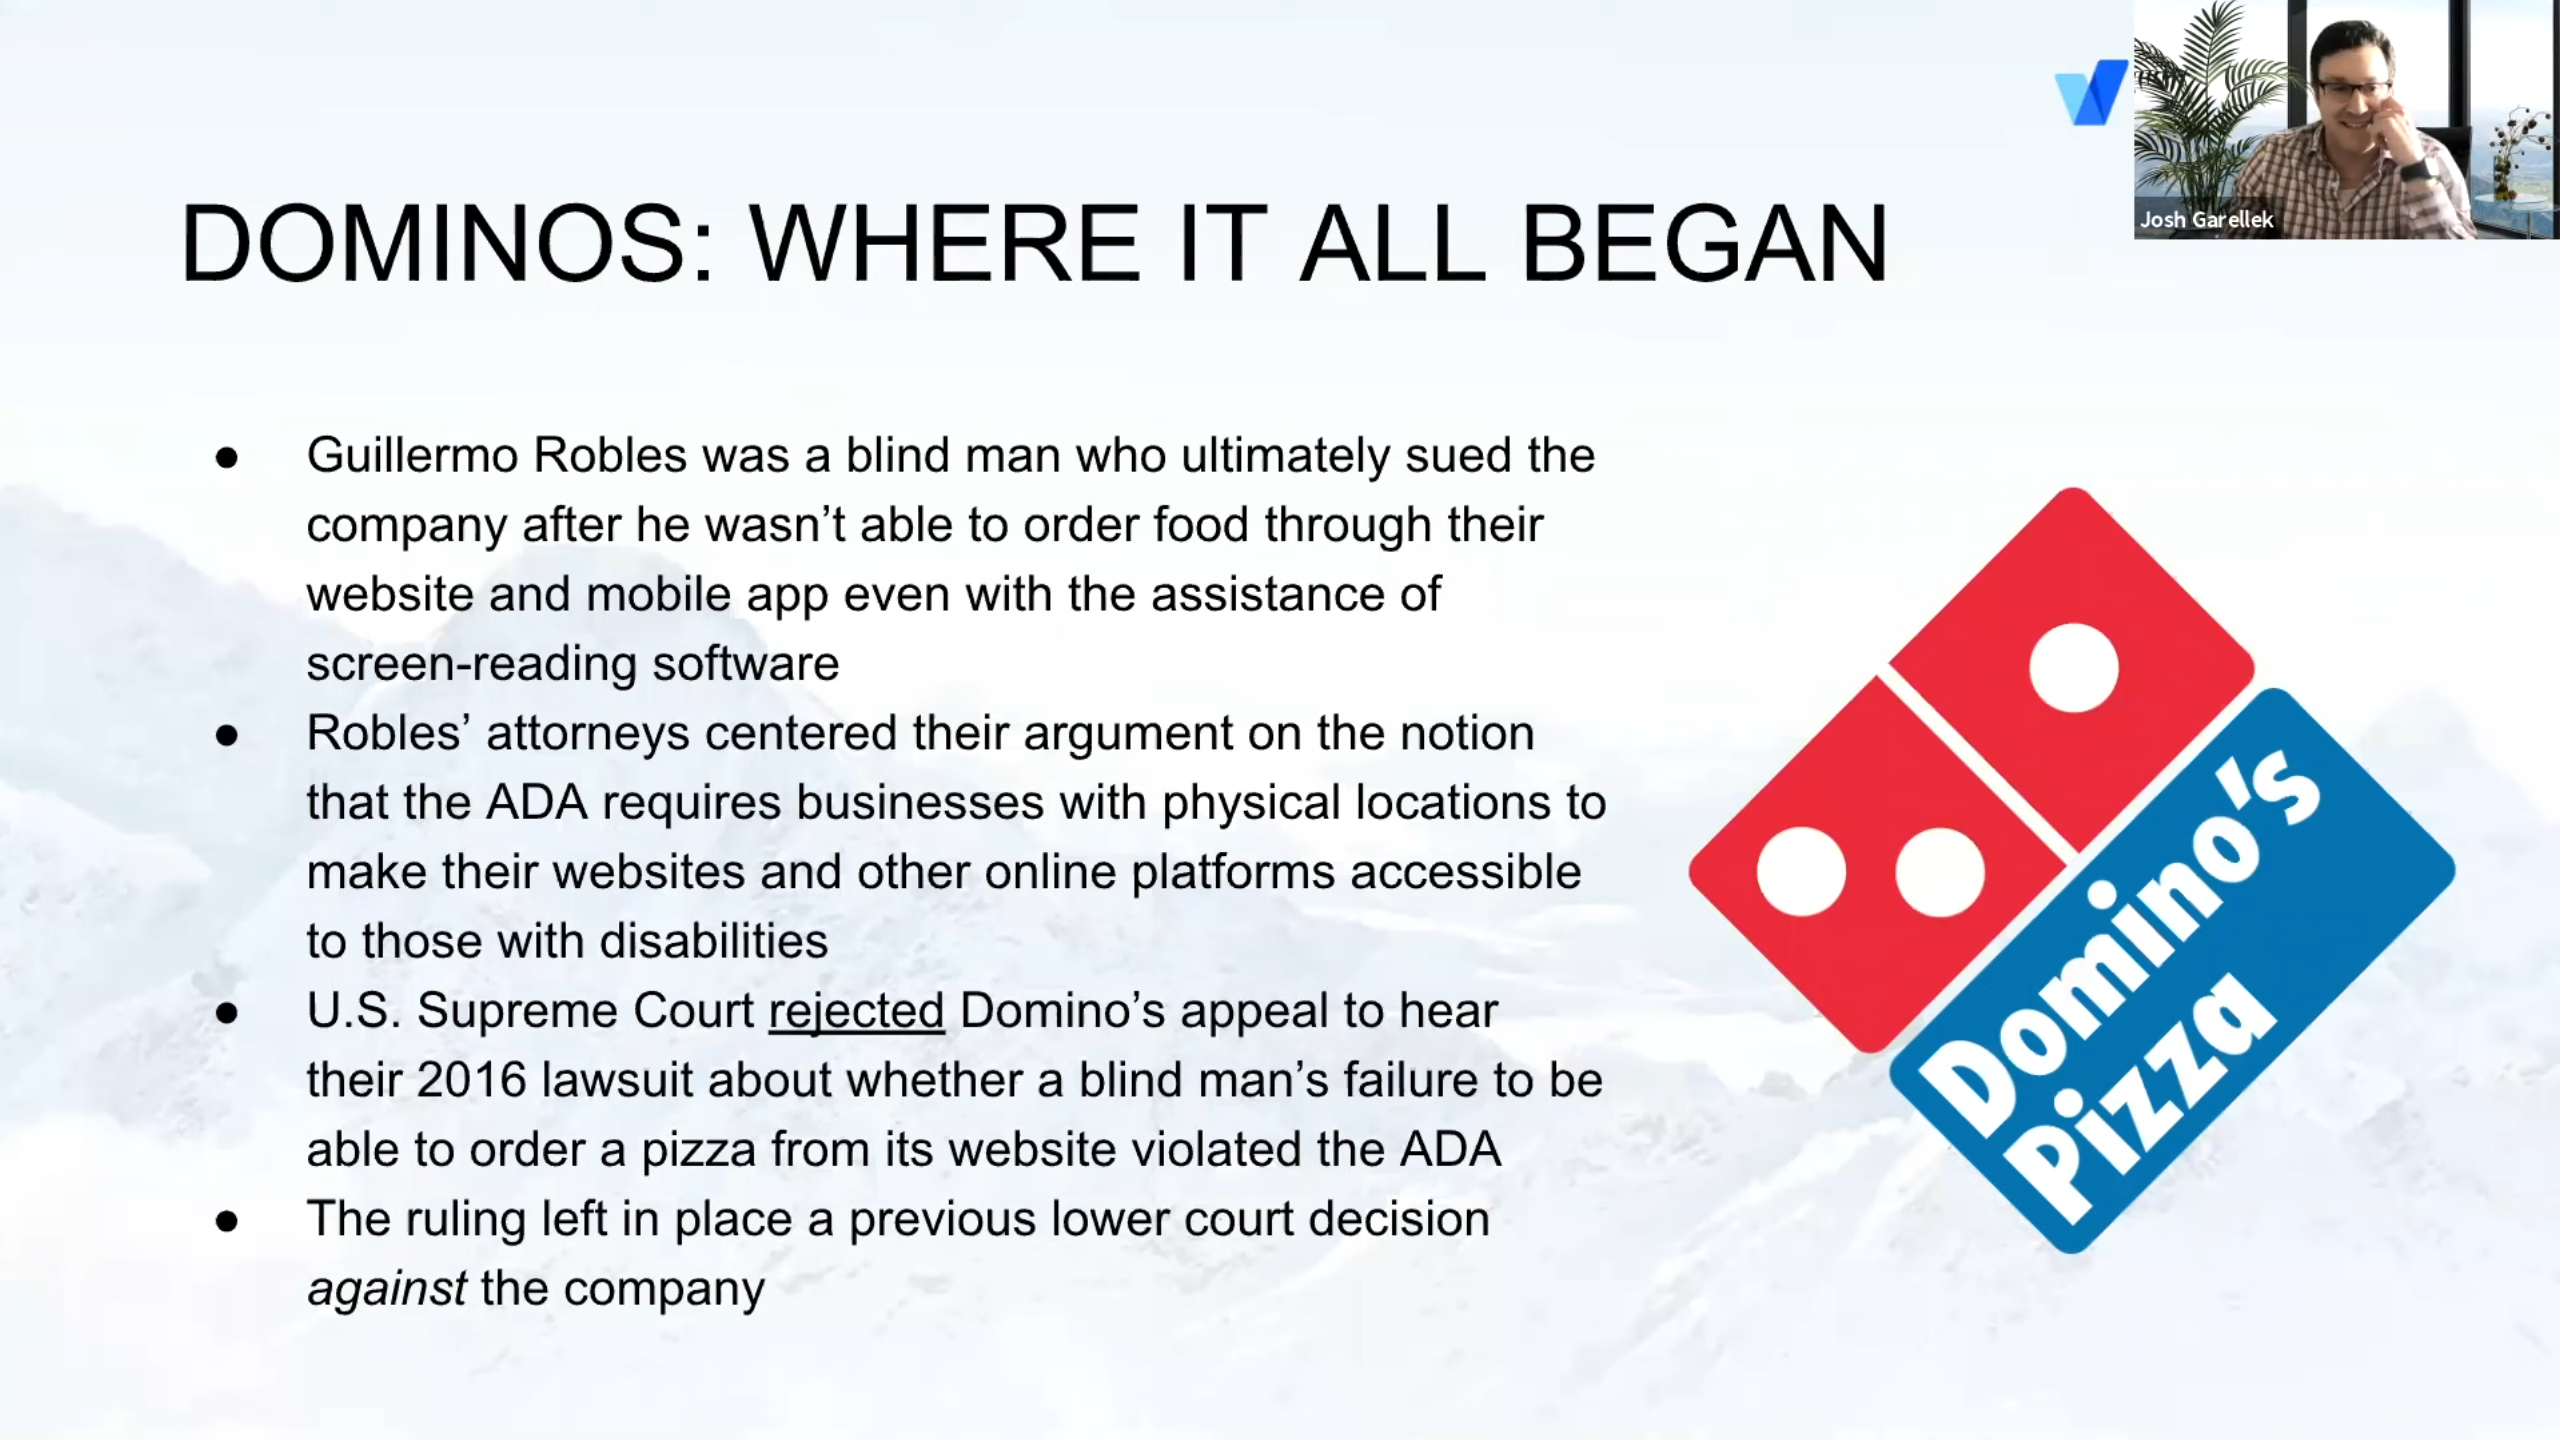 Josh Garellek
DOMINOS: WHERE IT ALL BEGAN
● Guillermo Robles was a blind man who ultimately sued the
company after he wasn’t able to order food through their
website and mobile app even with the assistance of
screen-reading software
● Robles’ attorneys centered their argument on the notion
that the ADA requires businesses with physical locations to
make their websites and other online platforms accessible
to those with disabilities
● U.S. Supreme Court rejected Domino’s appeal to hear
their 2016 lawsuit about whether a blind man’s failure to be
able to order a pizza from its website violated the ADA
● The ruling left in place a previous lower court decision
against the company
Domino’s
Pizza